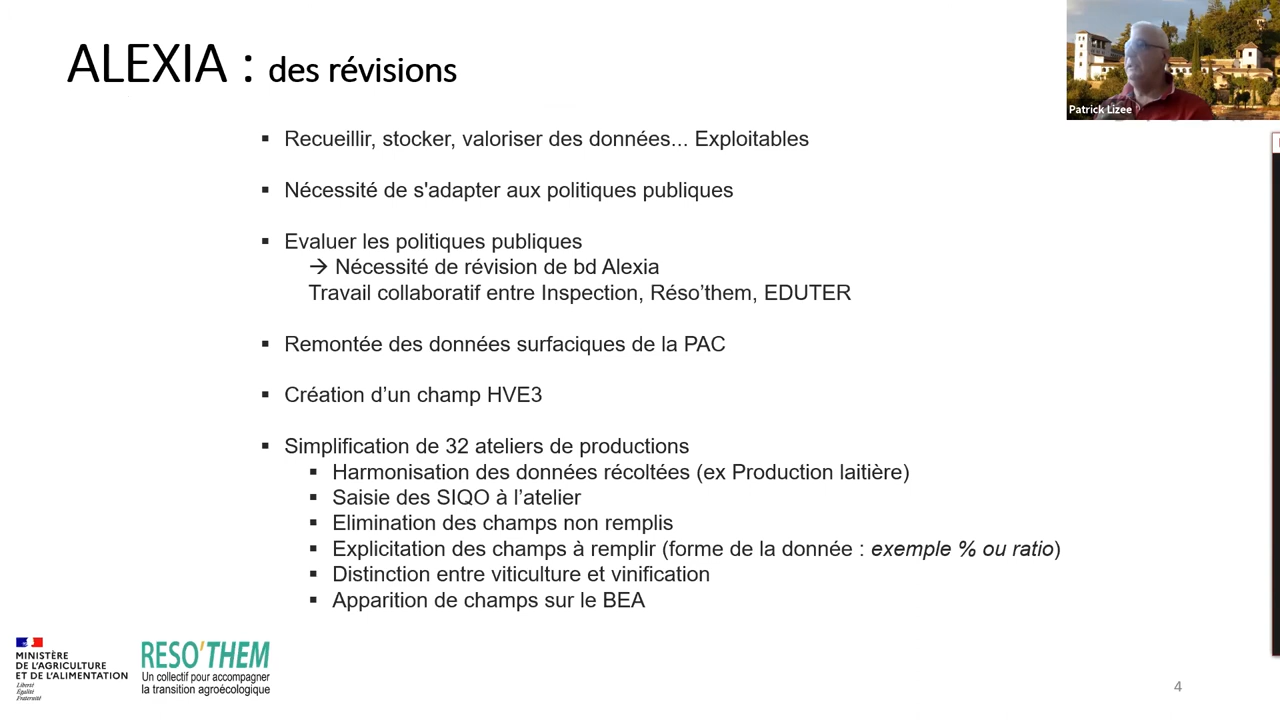 ALEXIA : des révisions
Patrick Lizee
▪ Recueillir, stocker, valoriser des données... Exploitables
▪ Nécessité de s'adapter aux politiques publiques
▪ Evaluer les politiques publiques
→ Nécessité de révision de bd Alexia
Travail collaboratif entre Inspection, Réso’them, EDUTER
▪ Remontée des données surfaciques de la PAC
▪ Création d’un champ HVE3
▪ Simplification de 32 ateliers de productions
▪ Harmonisation des données récoltées (ex Production laitière)
▪ Saisie des SIQO à l’atelier
▪ Elimination des champs non remplis
▪ Explicitation des champs à remplir (forme de la donnée : exemple % ou ratio)
▪ Distinction entre viticulture et vinification
▪ Apparition de champs sur le BEA
MINISTÈRE
DE L’AGRICULTURE
ET DE L’ALIMENTATION
Liberté
Égalité
Fraternité
RESO’THEM
Un collectif pour accompagner
la transition agroécologique
4